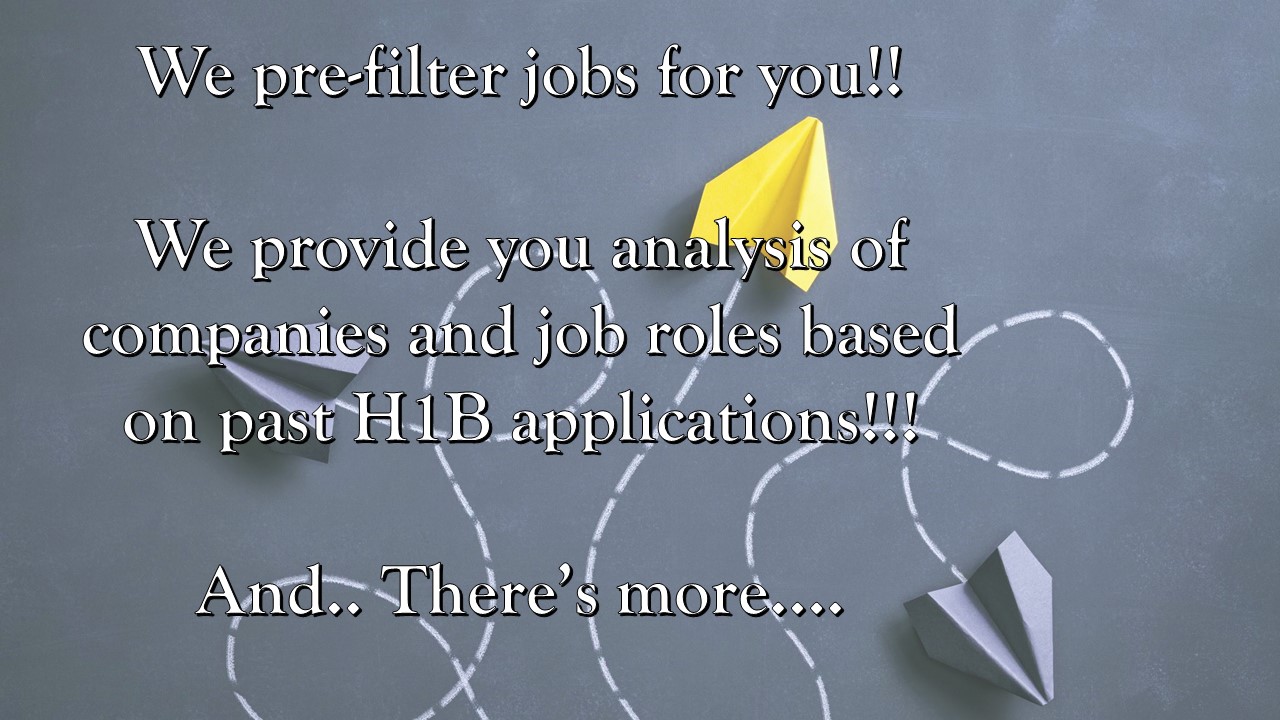 We pre-filter jobs for you!!
We provide you analysis of
companies and job roles based
on past H1B applications!!!
And.. There's more....